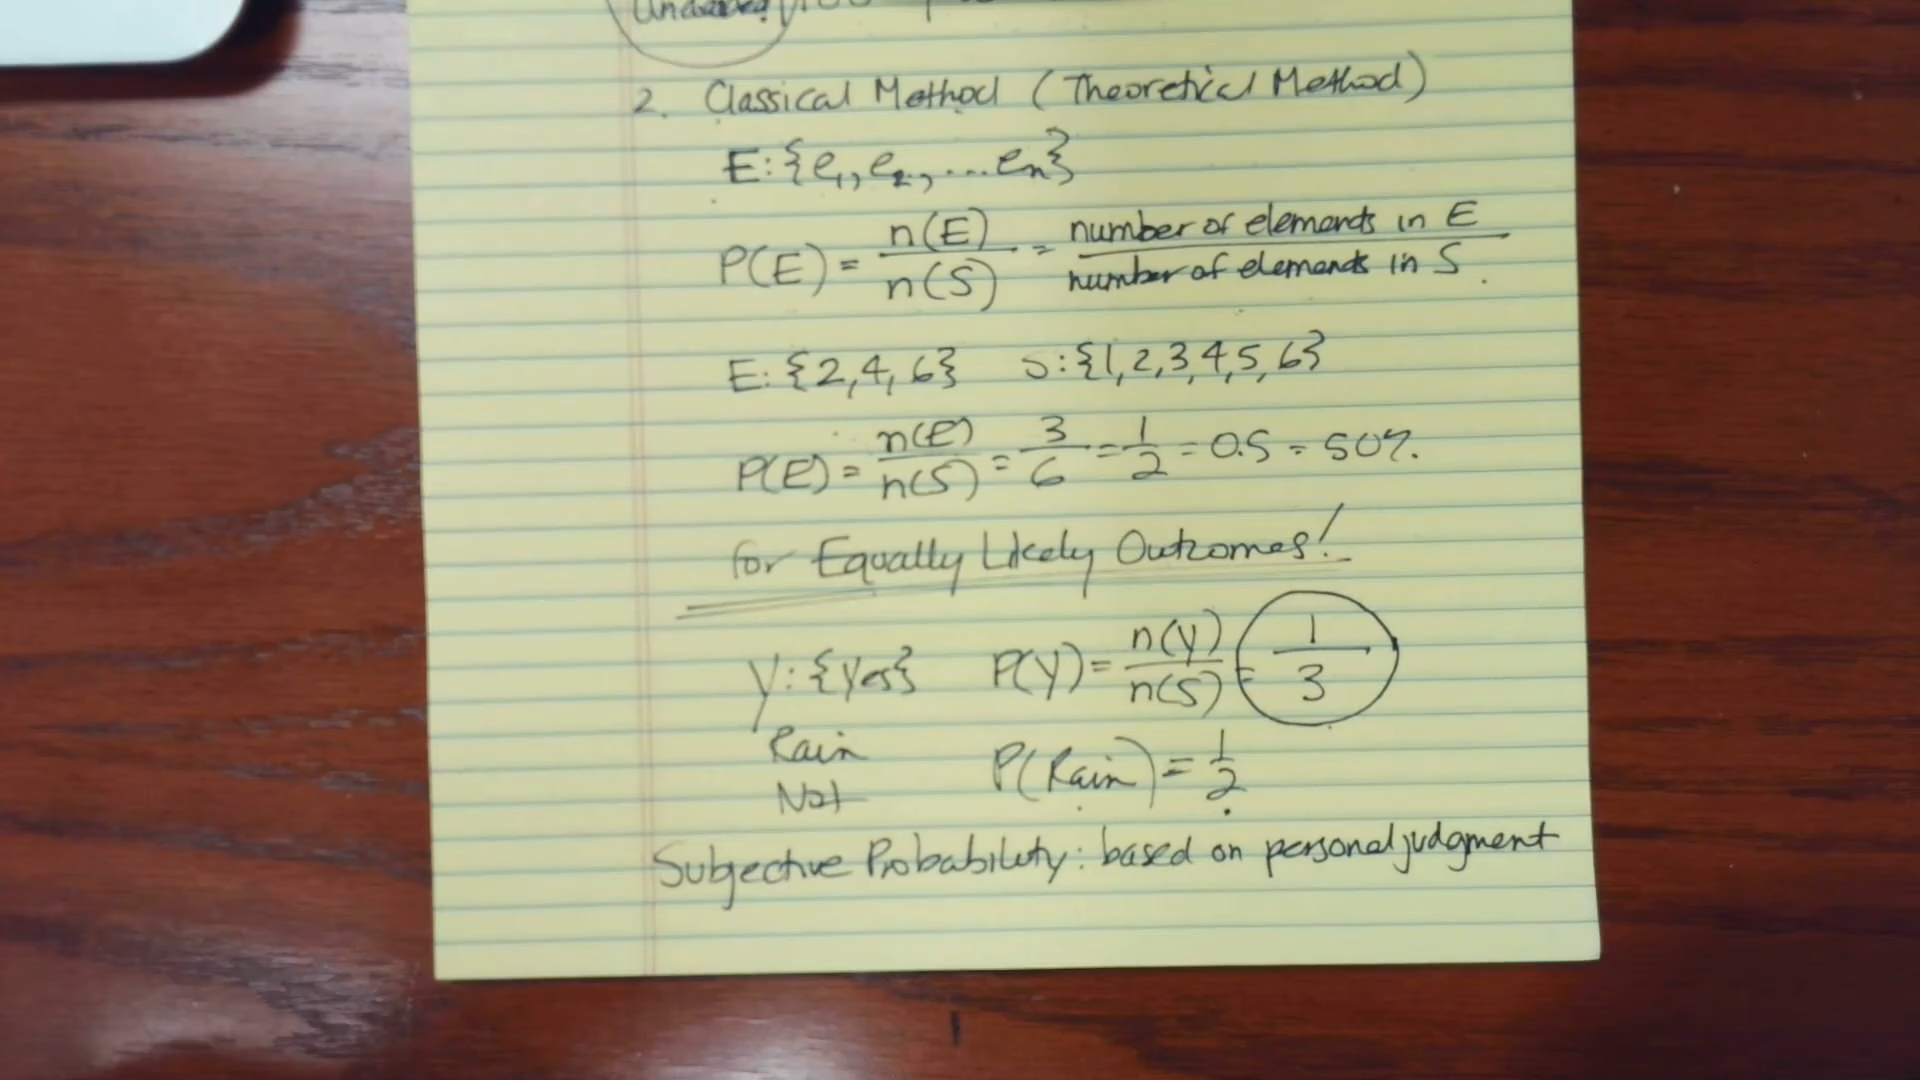 Undecided
2. Classical Method (Theoretical Method)
E: {e₁, e₂, ... eₙ}
P(E) = n(E)/n(S) = number of elements in E / number of elements in S.
E: {2,4,6} S: {1,2,3,4,5,6}
P(E) = n(E)/n(S) = 3/6 = 1/2 = 0.5 = 50%.
for Equally Likely Outcomes!
Y: {Yes} P(Y) = n(Y)/n(S) = 1/3
Rain P(Rain) = 1/2
Not
Subjective Probability: based on personal judgment